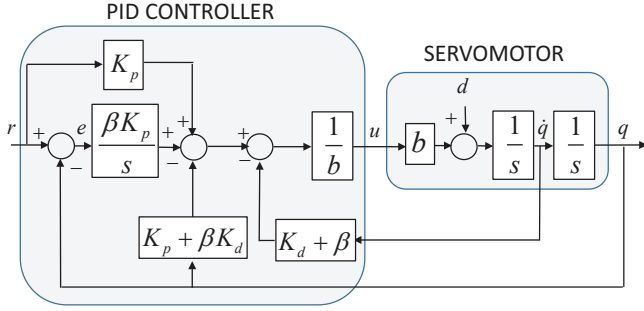 PID CONTROLLER
SERVOMOTOR
K_p
d
r + e βK_p/s + + + 1/b u b + 1/s q̇ 1/s q
− − −
K_p + βK_d
K_d + β